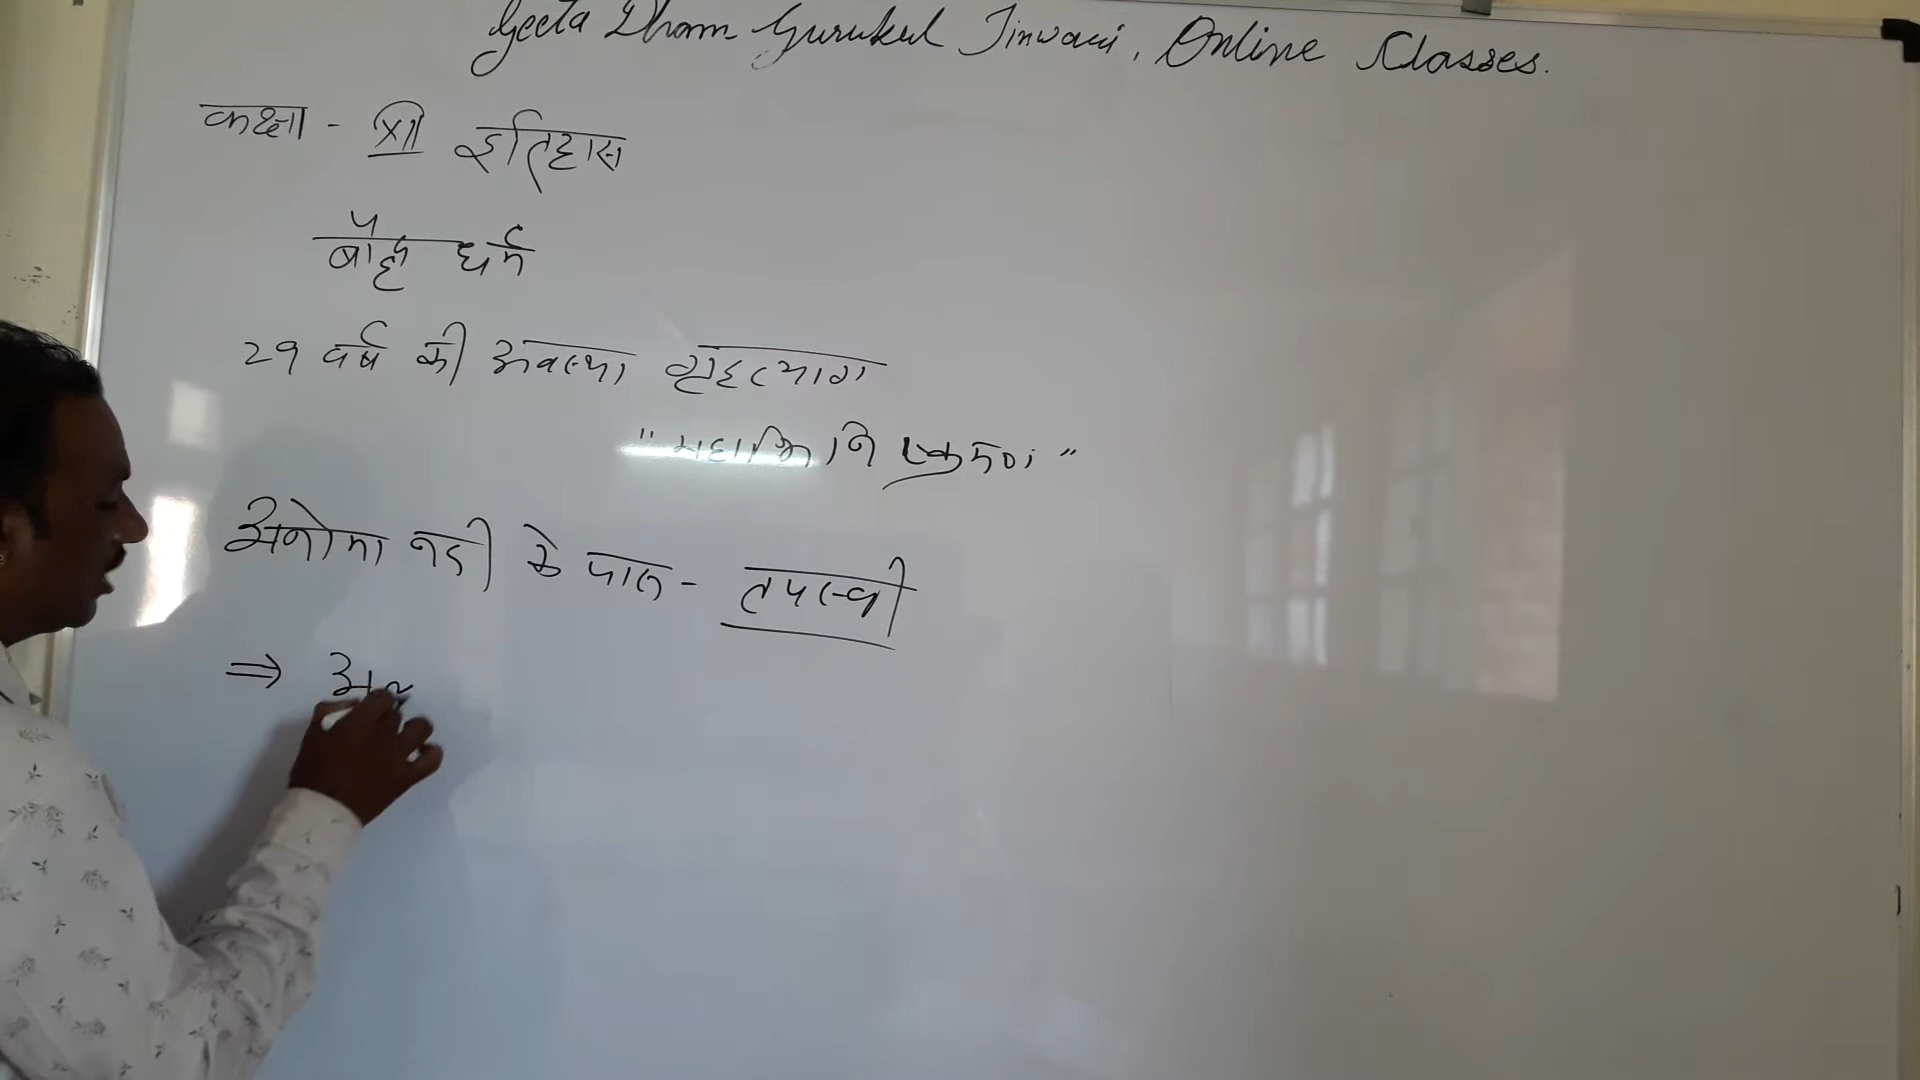 Geeta Dham Gurukul Jinwani, Online Classes.
कक्षा - XII इतिहास
बौद्ध धर्म
29 वर्ष की अवस्था गृहत्याग
"महाभिनिष्क्रमण"
अनोमा नदी के पास - तपस्वी
⇒